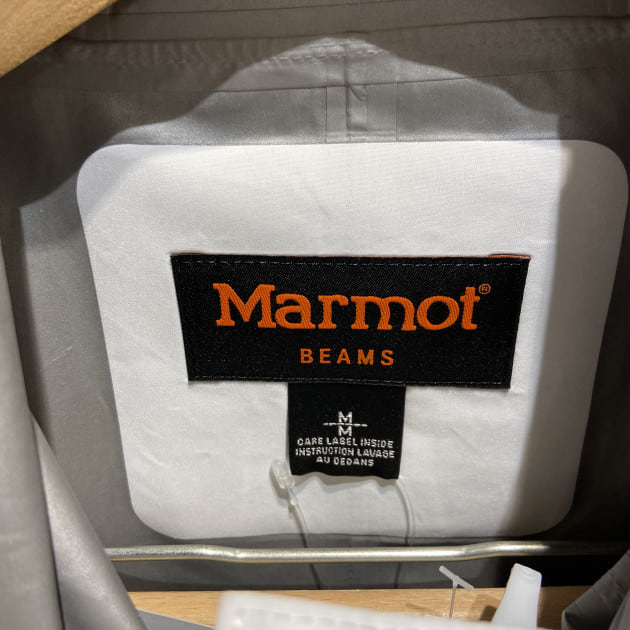 Marmot®
BEAMS
M
M
CARE LABEL INSIDE
INSTRUCTION LAVAGE
AU DEDANS